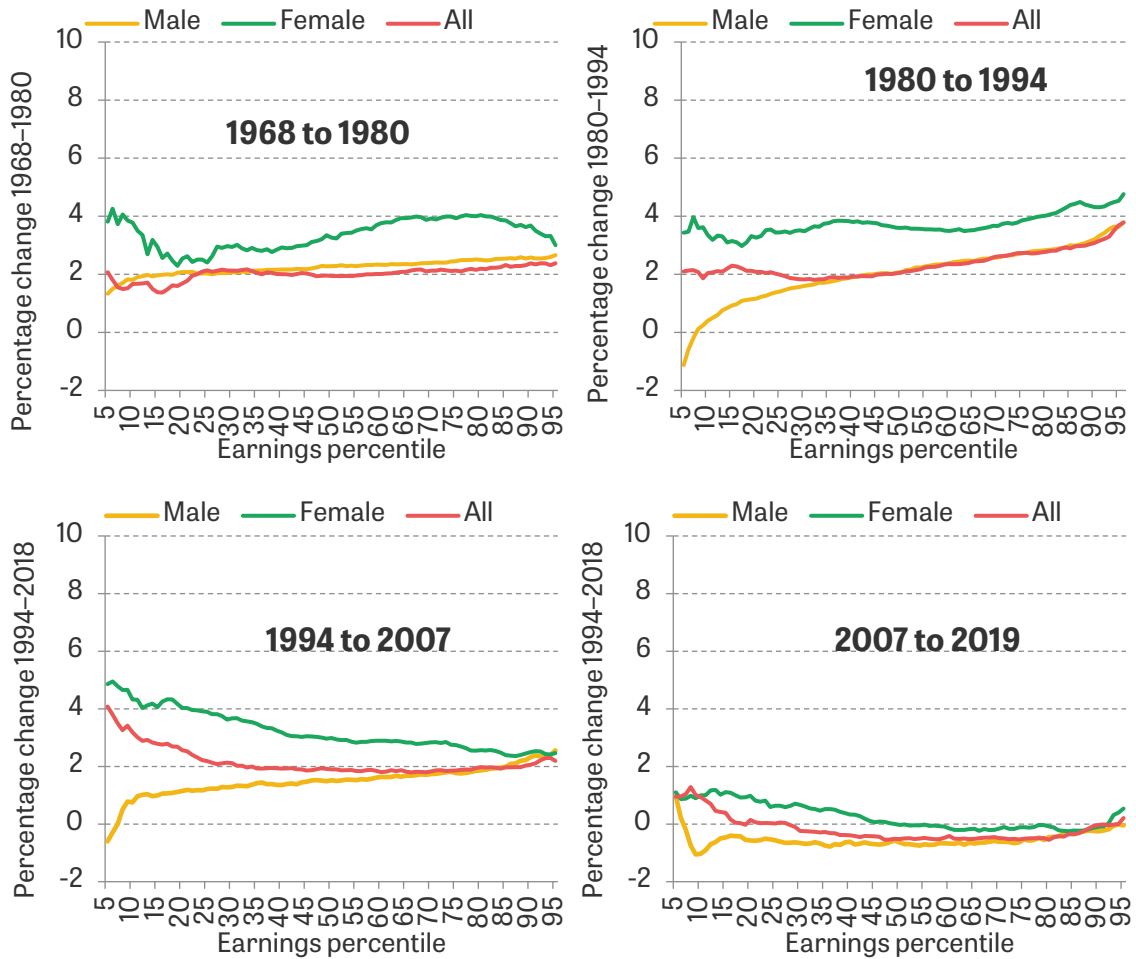 Male Female All
Percentage change 1968–1980
10
8
6
4
2
0
-2
1968 to 1980
5 10 15 20 25 30 35 40 45 50 55 60 65 70 75 80 85 90 95
Earnings percentile
Male Female All
Percentage change 1980–1994
10
8
6
4
2
0
-2
1980 to 1994
5 10 15 20 25 30 35 40 45 50 55 60 65 70 75 80 85 90 95
Earnings percentile
Male Female All
Percentage change 1994–2018
10
8
6
4
2
0
-2
1994 to 2007
5 10 15 20 25 30 35 40 45 50 55 60 65 70 75 80 85 90 95
Earnings percentile
Male Female All
Percentage change 1994–2018
10
8
6
4
2
0
-2
2007 to 2019
5 10 15 20 25 30 35 40 45 50 55 60 65 70 75 80 85 90 95
Earnings percentile